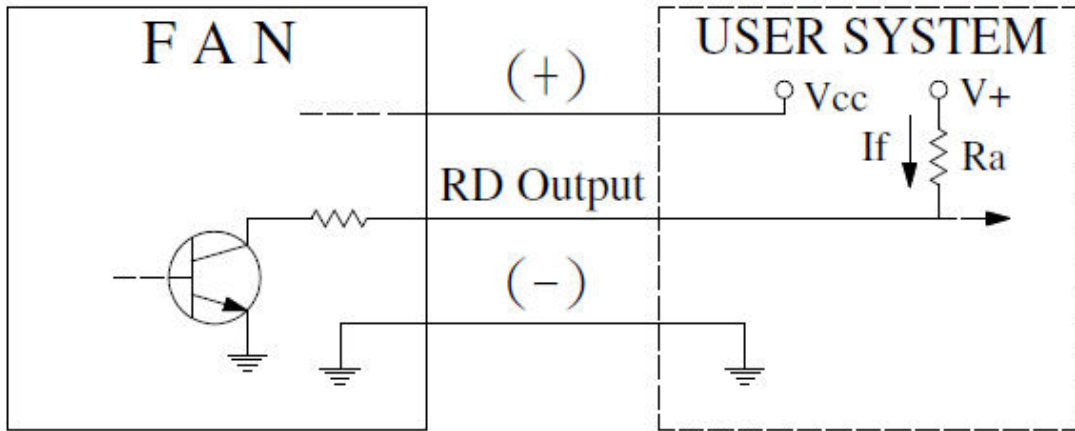 F A N
USER SYSTEM
(+)
Vcc
V+
If
Ra
RD Output
(-)